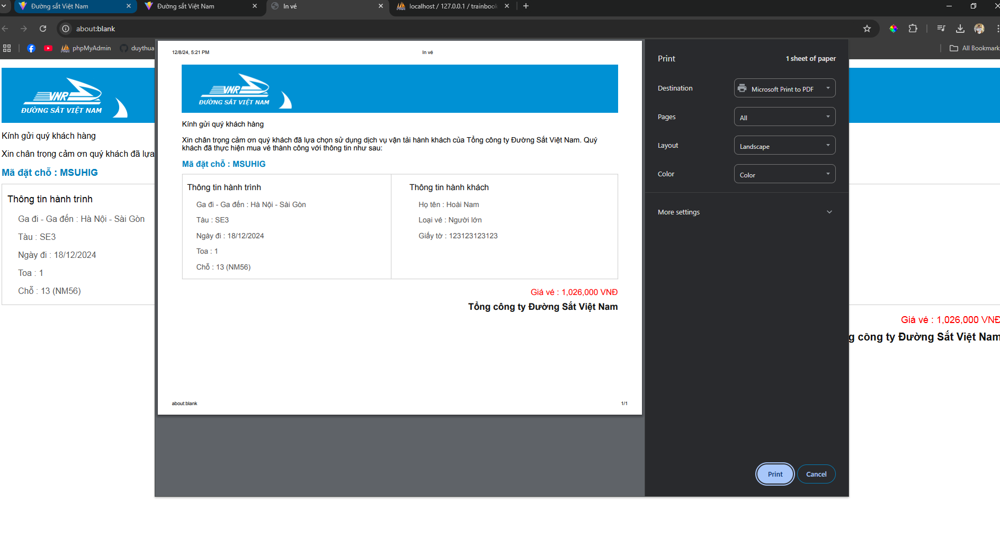 Đường sắt Việt Nam
Đường sắt Việt Nam
In vé
localhost / 127.0.0.1 / trainbook
about:blank
phpMyAdmin
duythua
All Bookmark
VNR
ĐƯỜNG SẮT VIỆT NAM
Kính gửi quý khách hàng
Xin chân trọng cảm ơn quý khách đã lựa
Mã đặt chỗ : MSUHIG
Thông tin hành trình
Ga đi - Ga đến : Hà Nội - Sài Gòn
Tàu : SE3
Ngày đi : 18/12/2024
Toa : 1
Chỗ : 13 (NM56)
12/8/24, 5:21 PM
In vé
VNR
ĐƯỜNG SẮT VIỆT NAM
Kính gửi quý khách hàng
Xin chân trọng cảm ơn quý khách đã lựa chọn sử dụng dịch vụ vận tải hành khách của Tổng công ty Đường Sắt Việt Nam. Quý
khách đã thực hiện mua vé thành công với thông tin như sau:
Mã đặt chỗ : MSUHIG
Thông tin hành trình
Ga đi - Ga đến : Hà Nội - Sài Gòn
Tàu : SE3
Ngày đi : 18/12/2024
Toa : 1
Chỗ : 13 (NM56)
Thông tin hành khách
Họ tên : Hoài Nam
Loại vé : Người lớn
Giấy tờ : 123123123123
Giá vé : 1,026,000 VNĐ
Tổng công ty Đường Sắt Việt Nam
about:blank
1/1
Print
1 sheet of paper
Destination
Microsoft Print to PDF
Pages
All
Layout
Landscape
Color
Color
More settings
Print
Cancel
Giá vé : 1,026,000 VNĐ
g công ty Đường Sắt Việt Nam